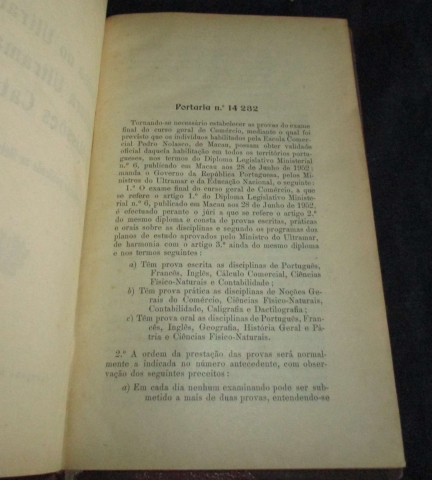 Portaria n.º 14 282
Tornando-se necessário estabelecer as provas do exame
final do curso geral de Comércio, mediante o qual foi
previsto que os indivíduos habilitados pela Escola Comer-
cial Pedro Nolasco, de Macau, possam obter validade
oficial daquela habilitação em todos os territórios portu-
gueses, nos termos do Diploma Legislativo Ministerial
n.º 6, publicado em Macau aos 28 de Junho de 1952:
manda o Governo da República Portuguesa, pelos Mi-
nistros do Ultramar e da Educação Nacional, o seguinte:
1.º O exame final do curso geral de Comércio, a que
se refere o artigo 1.º do Diploma Legislativo Ministe-
rial n.º 6, publicado em Macau aos 28 de Junho de 1952,
é efectuado perante o júri a que se refere o artigo 2.º
do mesmo diploma e consta de provas escritas, práticas
e orais sobre as disciplinas e segundo os programas dos
planos de estudo aprovados pelo Ministro do Ultramar,
de harmonia com o artigo 3.º ainda do mesmo diploma
e nos termos seguintes:
a) Têm prova escrita as disciplinas de Português,
Francês, Inglês, Cálculo Comercial, Ciências
Físico-Naturais e Contabilidade;
b) Têm prova prática as disciplinas de Noções Ge-
rais do Comércio, Ciências Físico-Naturais,
Contabilidade, Caligrafia e Dactilografia;
c) Têm prova oral as disciplinas de Português, Fran-
cês, Inglês, Geografia, História Geral e Pá-
tria e Ciências Físico-Naturais.
2.º A ordem da prestação das provas será normal-
mente a indicada no número antecedente, com obser-
vação dos seguintes preceitos:
a) Em cada dia nenhum examinando pode ser sub-
metido a mais de duas provas, entendendo-se